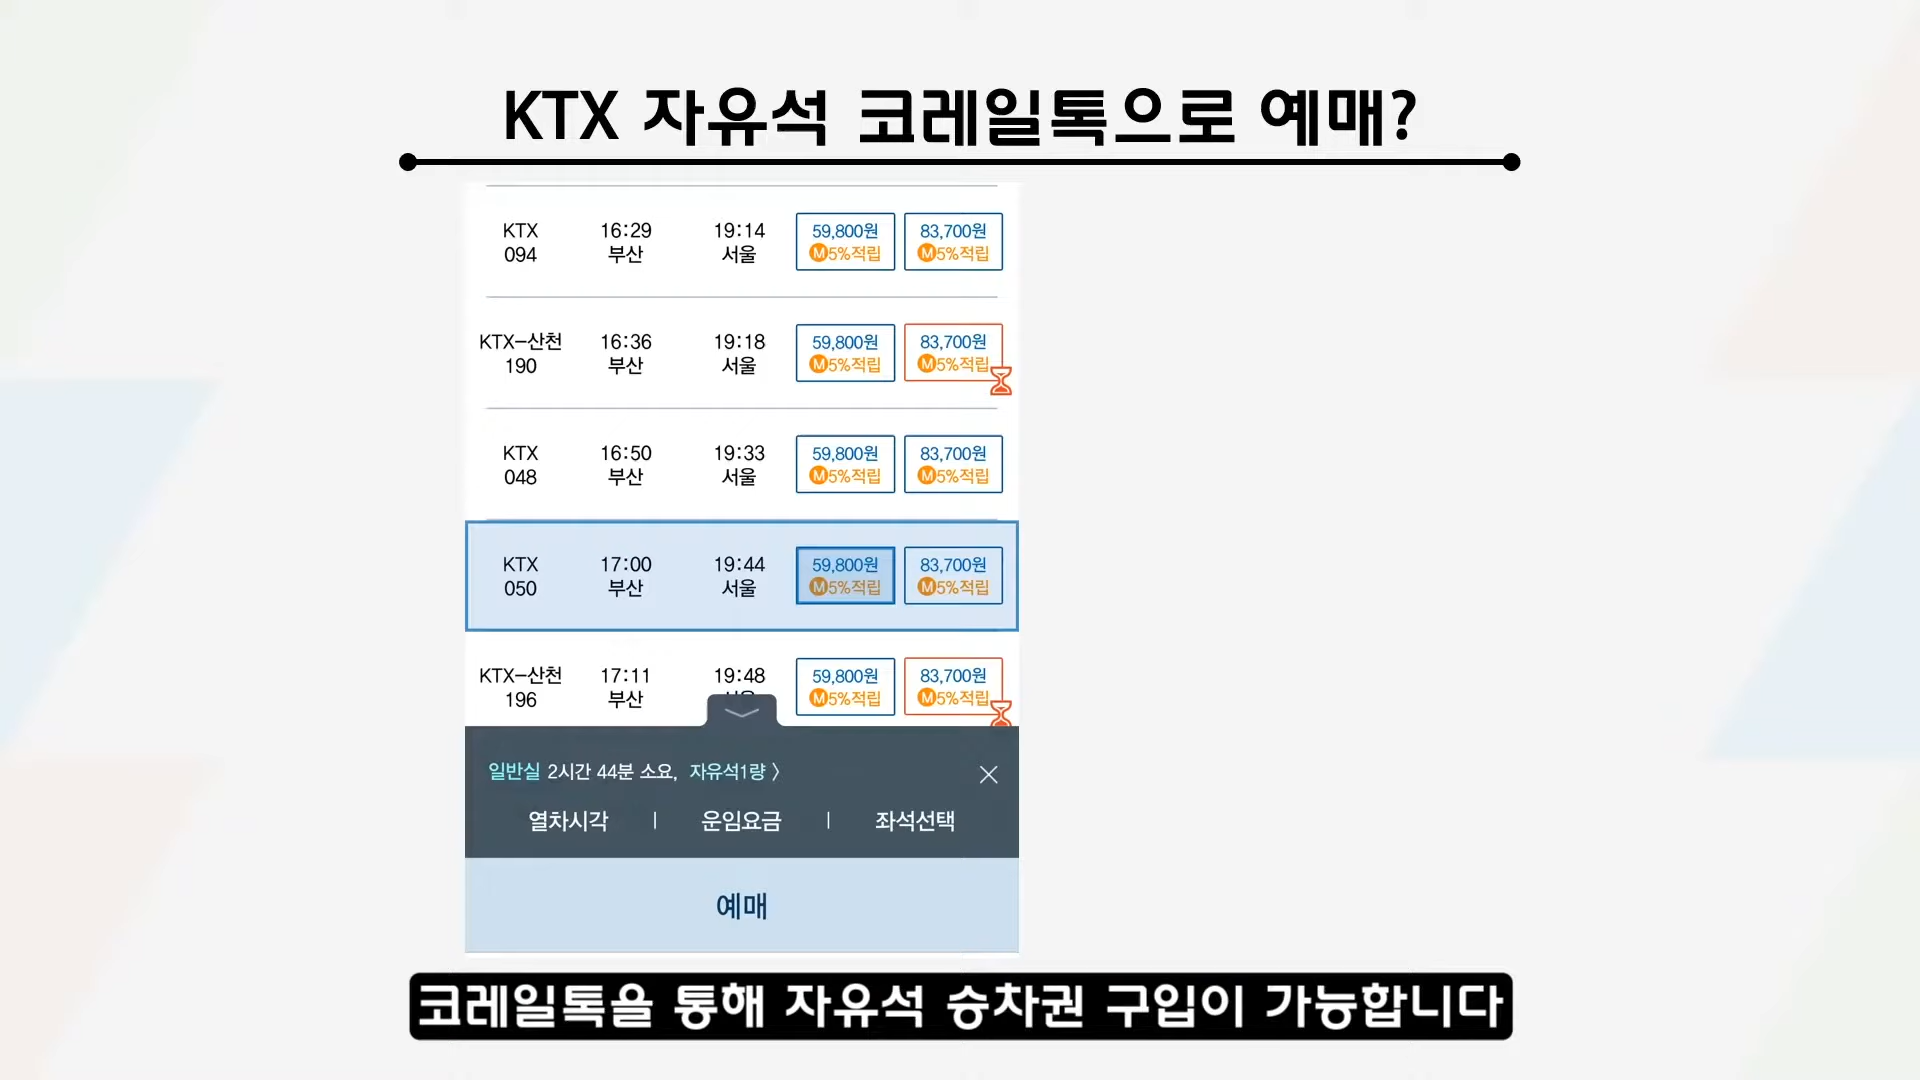 KTX 자유석 코레일톡으로 예매?
KTX 16:29 19:14 59,800원 83,700원
094 부산 서울 M5%적립 M5%적립
KTX-산천 16:36 19:18 59,800원 83,700원
190 부산 서울 M5%적립 M5%적립
KTX 16:50 19:33 59,800원 83,700원
048 부산 서울 M5%적립 M5%적립
KTX 17:00 19:44 59,800원 83,700원
050 부산 서울 M5%적립 M5%적립
KTX-산천 17:11 19:48 59,800원 83,700원
196 부산 M5%적립 M5%적립
일반실 2시간 44분 소요, 자유석1량 〉
열차시각 | 운임요금 | 좌석선택
예매
코레일톡을 통해 자유석 승차권 구입이 가능합니다